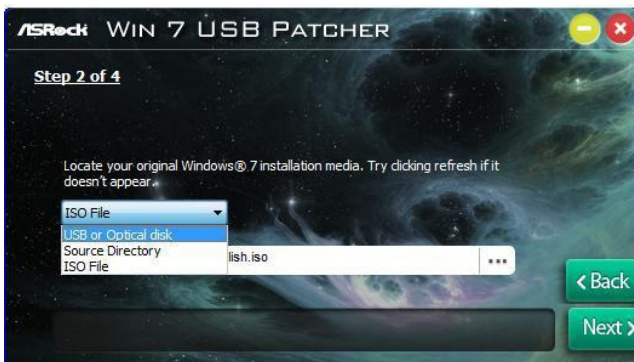 ASRock WIN 7 USB PATCHER
Step 2 of 4
Locate your original Windows® 7 installation media. Try clicking refresh if it
doesn't appear.
ISO File
USB or Optical disk
Source Directory
ISO File
lish.iso
...
< Back
Next >